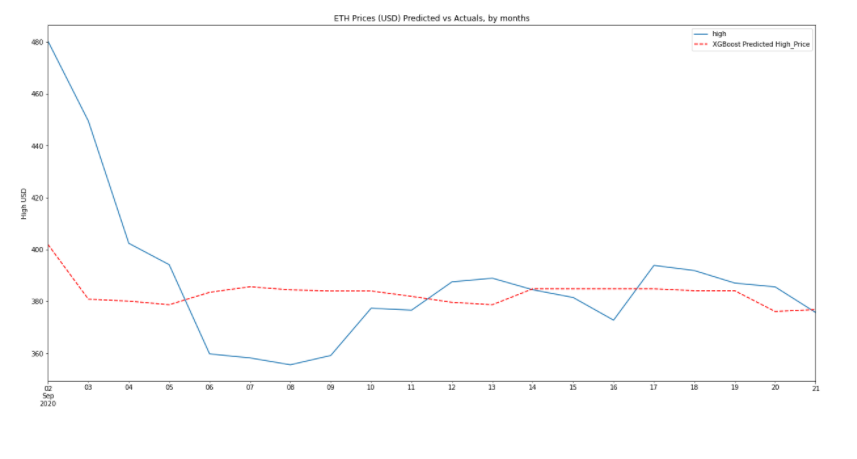 ETH Prices (USD) Predicted vs Actuals, by months
high
XGBoost Predicted High_Price
High USD
480
460
440
420
400
380
360
02 03 04 05 06 07 08 09 10 11 12 13 14 15 16 17 18 19 20 21
Sep
2020